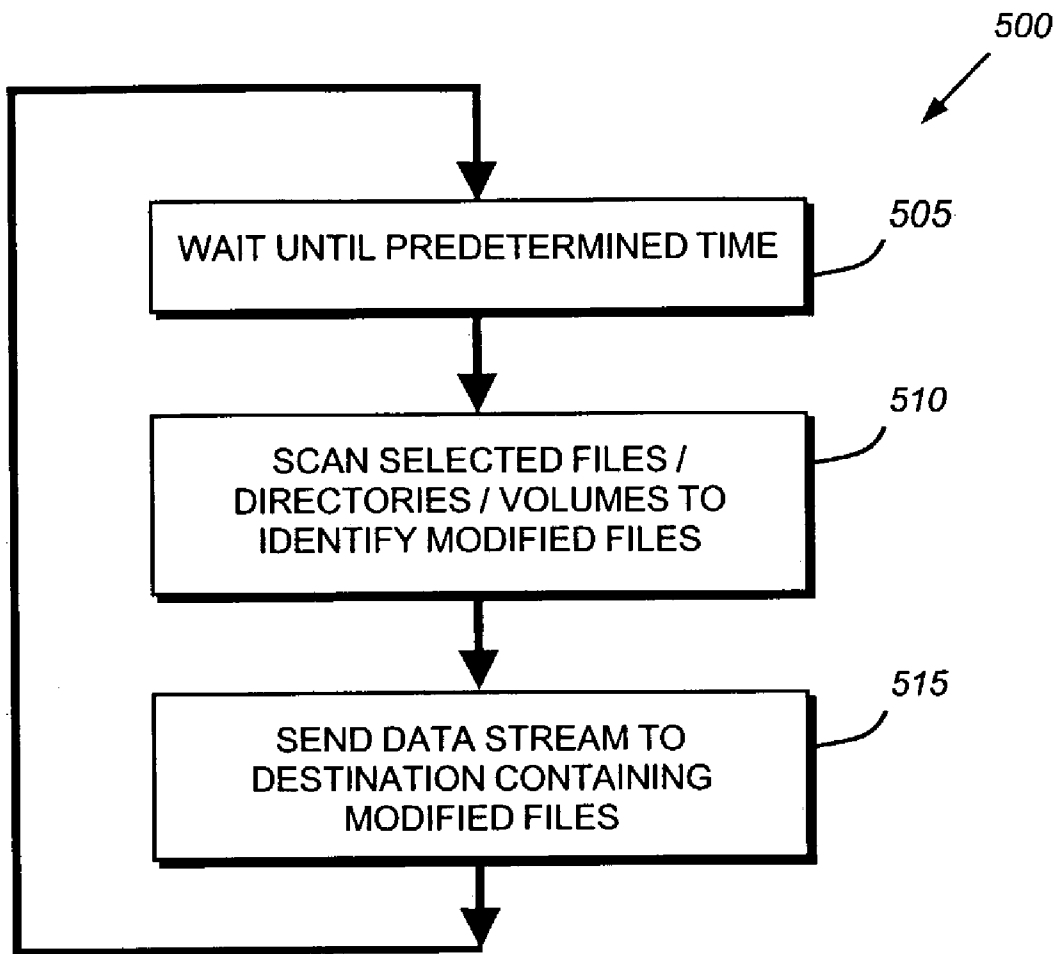 500
WAIT UNTIL PREDETERMINED TIME
505
SCAN SELECTED FILES /
DIRECTORIES / VOLUMES TO
IDENTIFY MODIFIED FILES
510
SEND DATA STREAM TO
DESTINATION CONTAINING
MODIFIED FILES
515